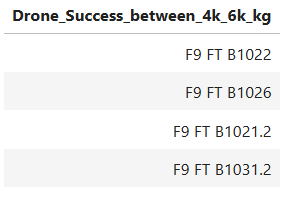 Drone_Success_between_4k_6k_kg
F9 FT B1022
F9 FT B1026
F9 FT B1021.2
F9 FT B1031.2